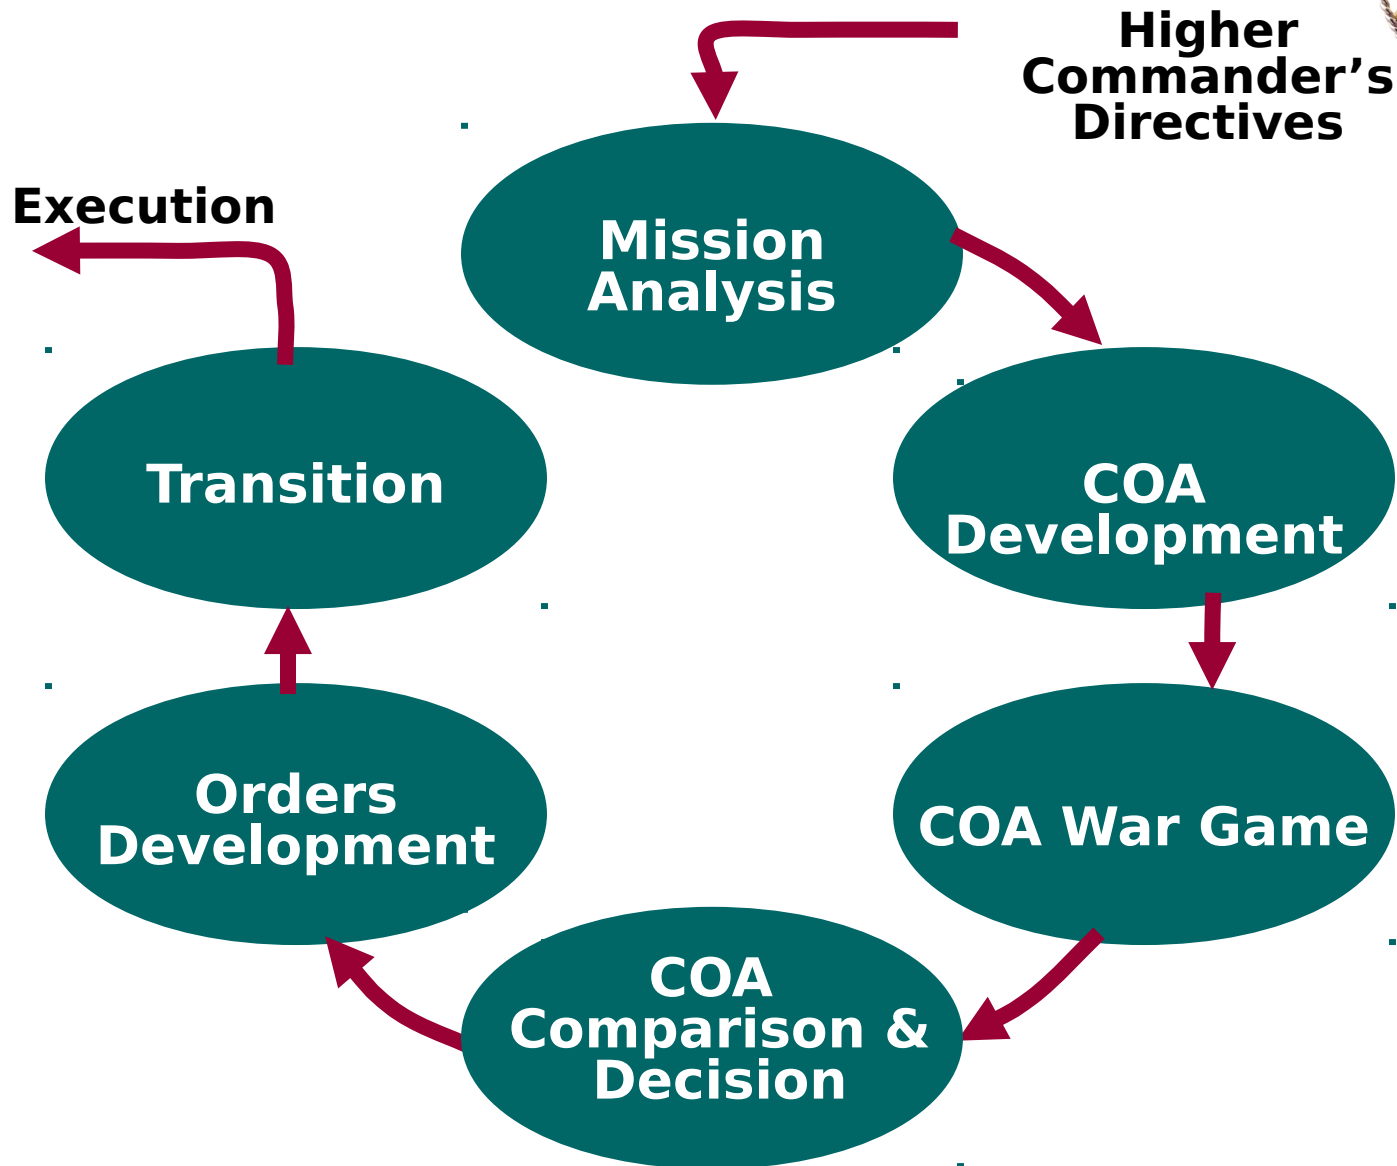 Higher
Commander’s
Directives
Execution
Mission
Analysis
Transition
COA
Development
Orders
Development
COA War Game
COA
Comparison &
Decision